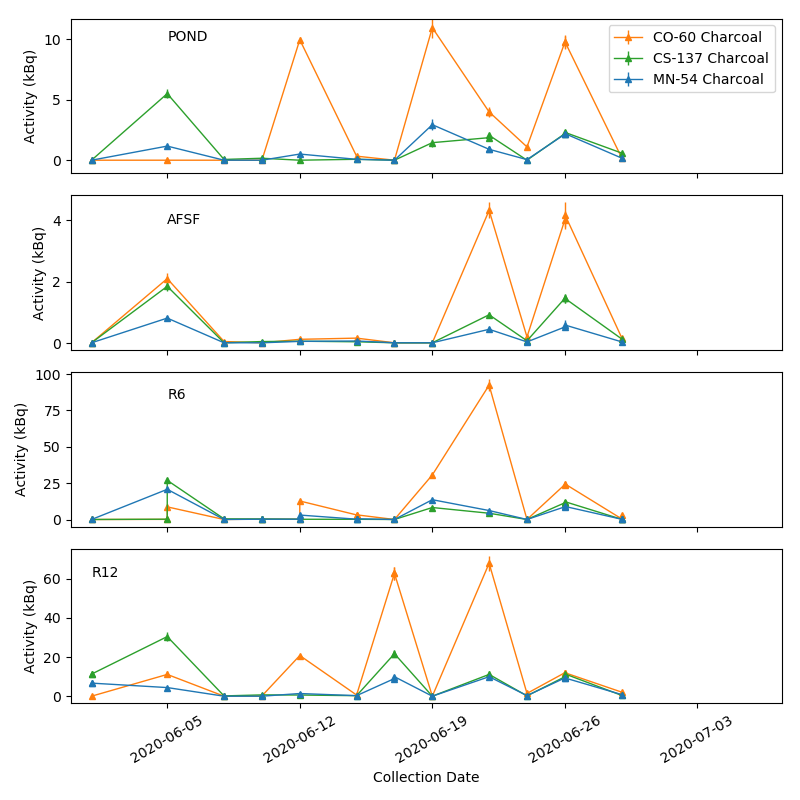 POND
CO-60 Charcoal
CS-137 Charcoal
MN-54 Charcoal
10
5
0
Activity (kBq)
AFSF
4
2
0
Activity (kBq)
R6
100
75
50
25
0
Activity (kBq)
R12
60
40
20
0
Activity (kBq)
2020-06-05
2020-06-12
2020-06-19
2020-06-26
2020-07-03
Collection Date